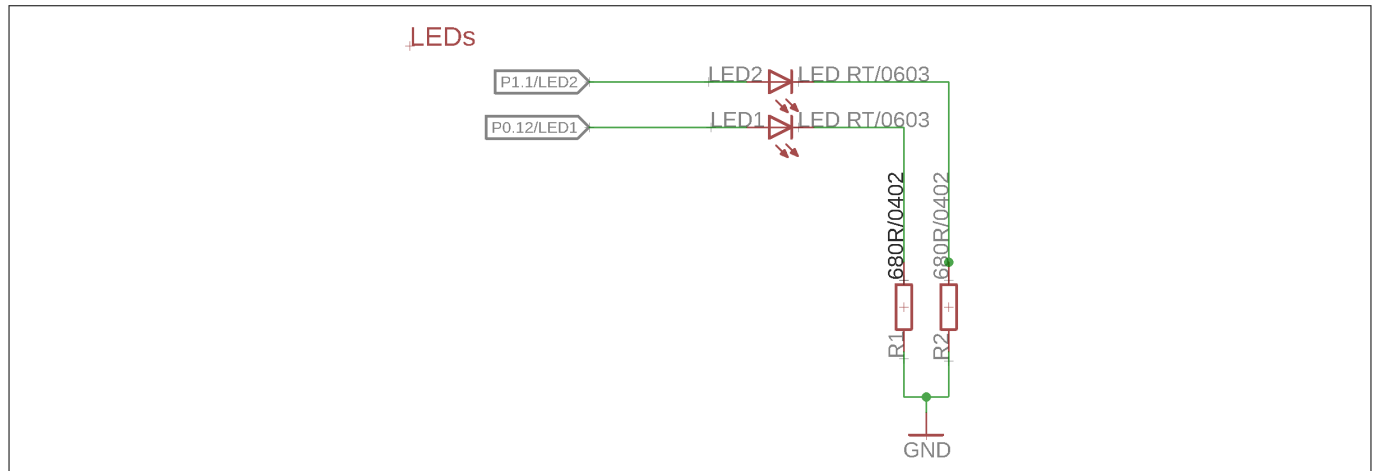 LEDs
P1.1/LED2
LED2
LED RT/0603
P0.12/LED1
LED1
LED RT/0603
680R/0402
680R/0402
R1
R2
GND